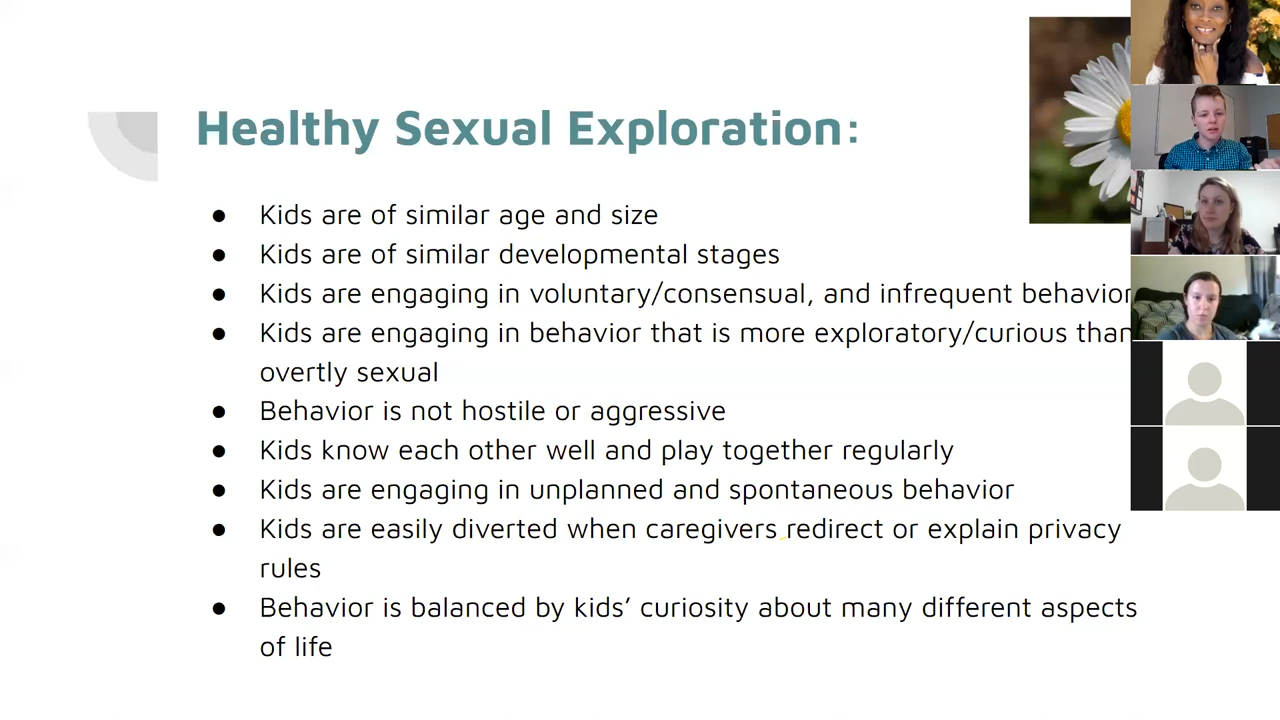 Healthy Sexual Exploration:
● Kids are of similar age and size
● Kids are of similar developmental stages
● Kids are engaging in voluntary/consensual, and infrequent behavior
● Kids are engaging in behavior that is more exploratory/curious than
overtly sexual
● Behavior is not hostile or aggressive
● Kids know each other well and play together regularly
● Kids are engaging in unplanned and spontaneous behavior
● Kids are easily diverted when caregivers redirect or explain privacy
rules
● Behavior is balanced by kids’ curiosity about many different aspects
of life